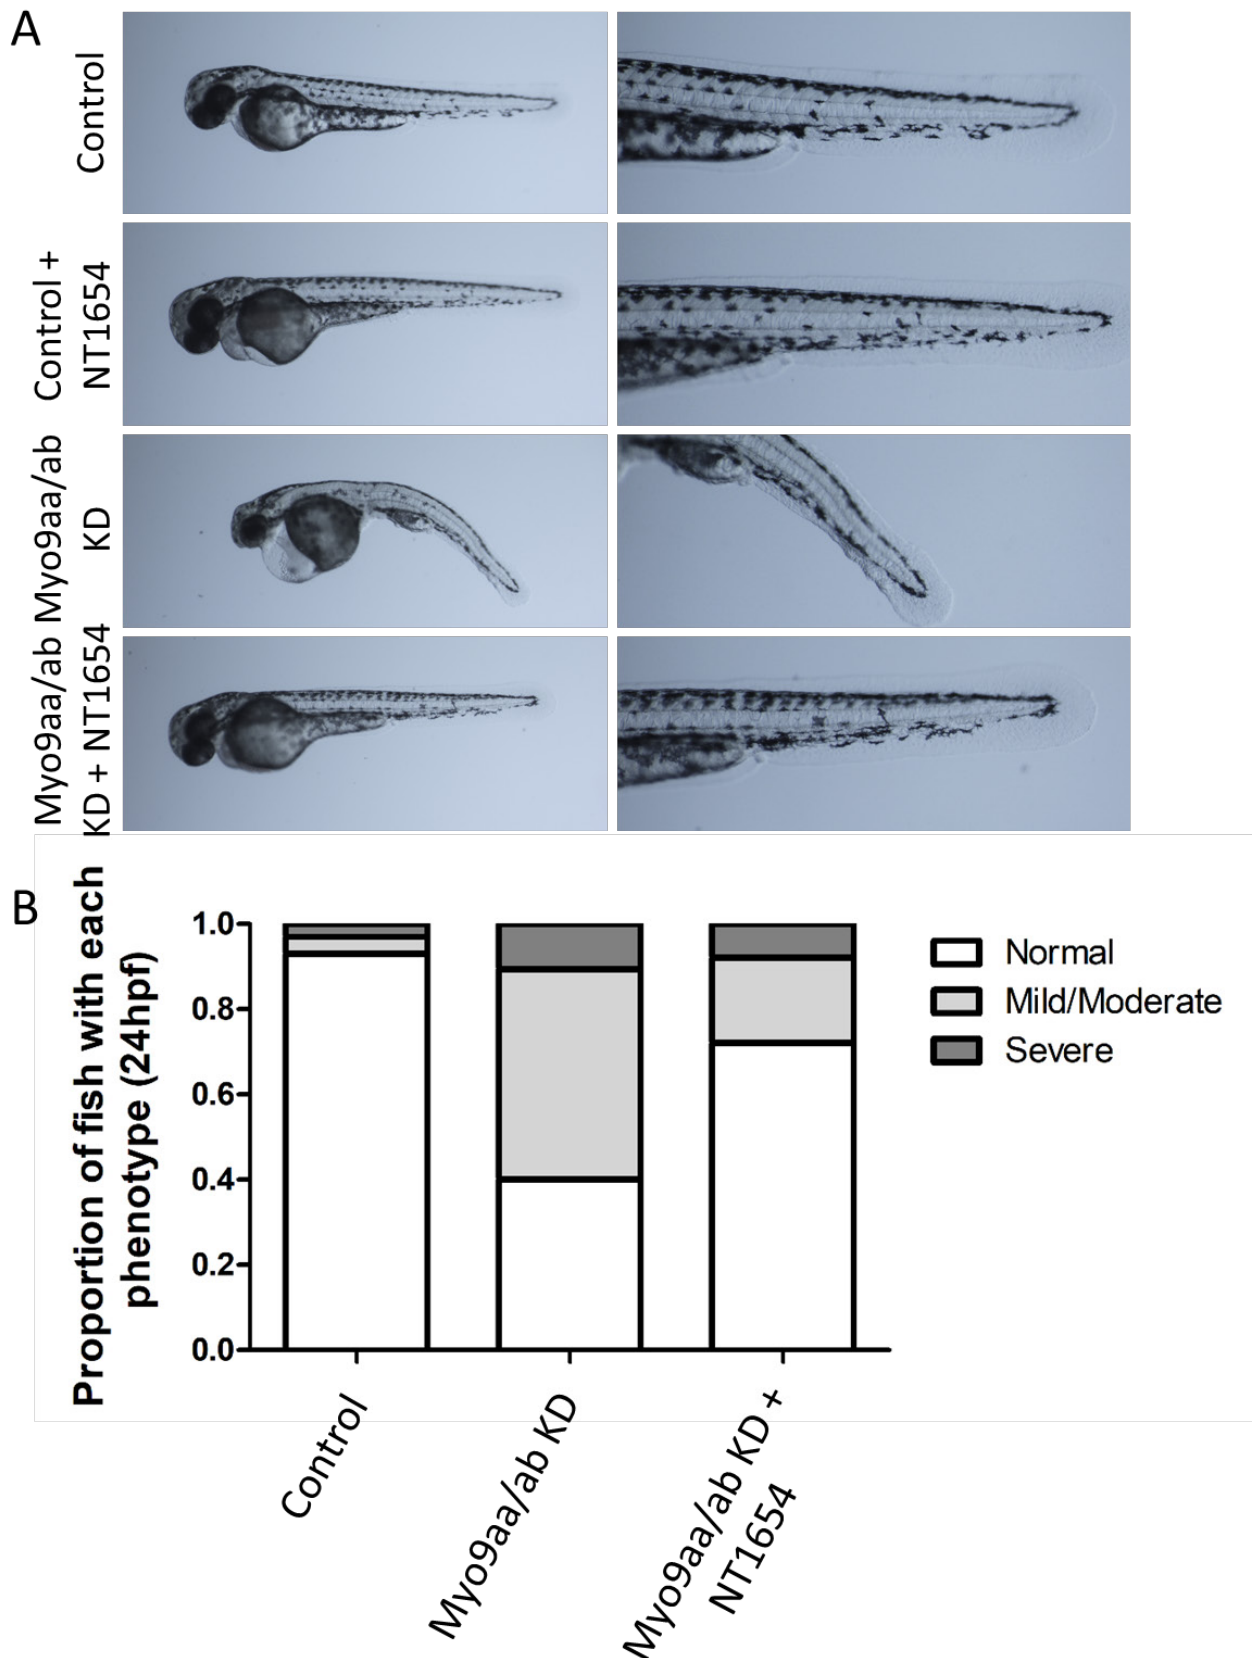 A
Control
Control +
NT1654
Myo9aa/ab
KD
Myo9aa/ab
KD + NT1654
B
Proportion of fish with each
phenotype (24hpf)
1.0
0.8
0.6
0.4
0.2
0.0
Normal
Mild/Moderate
Severe
Control
Myo9aa/ab KD
Myo9aa/ab KD +
NT1654